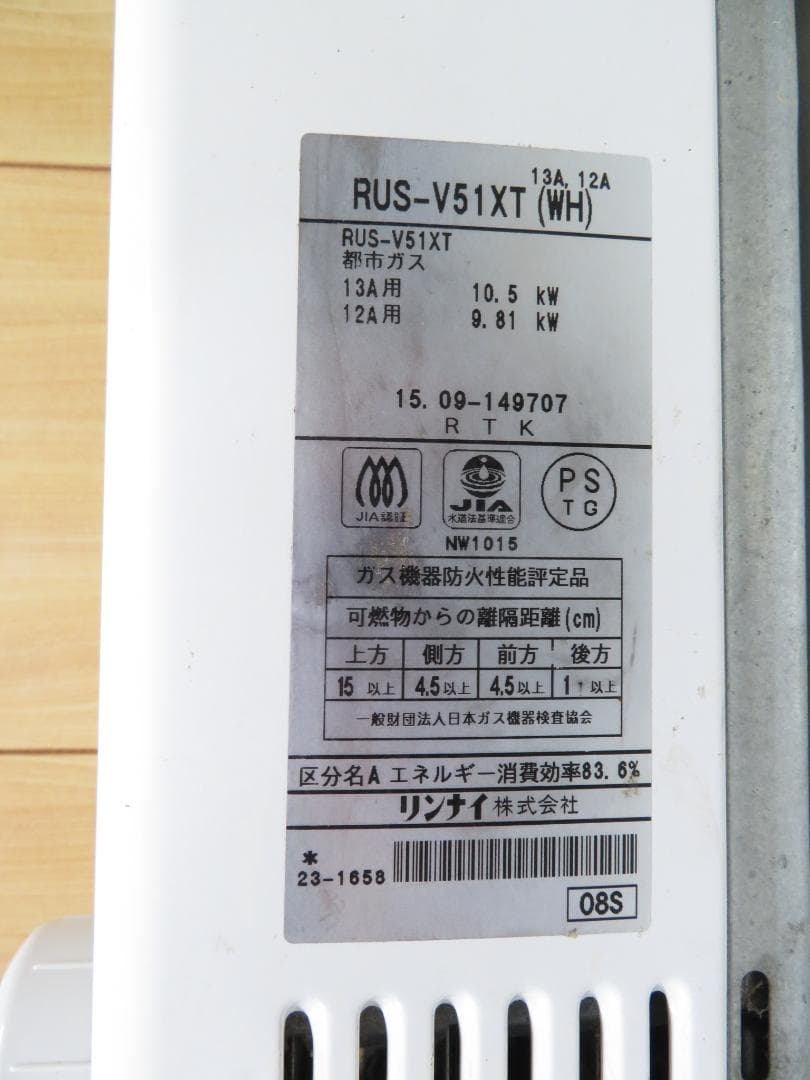 13A, 12A
RUS-V51XT (WH)
RUS-V51XT
都市ガス
13A用 10.5 kW
12A用 9.81 kW
15. 09-149707
R T K
JIA認証
JIA
水道法基準適合
PS
TG
NW1015
ガス機器防火性能評定品
可燃物からの離隔距離(cm)
上方 側方 前方 後方
15 以上 4.5以上 4.5以上 1 以上
一般財団法人日本ガス機器検査協会
区分名A エネルギー消費効率83.6%
リンナイ株式会社
*
23-1658
08S